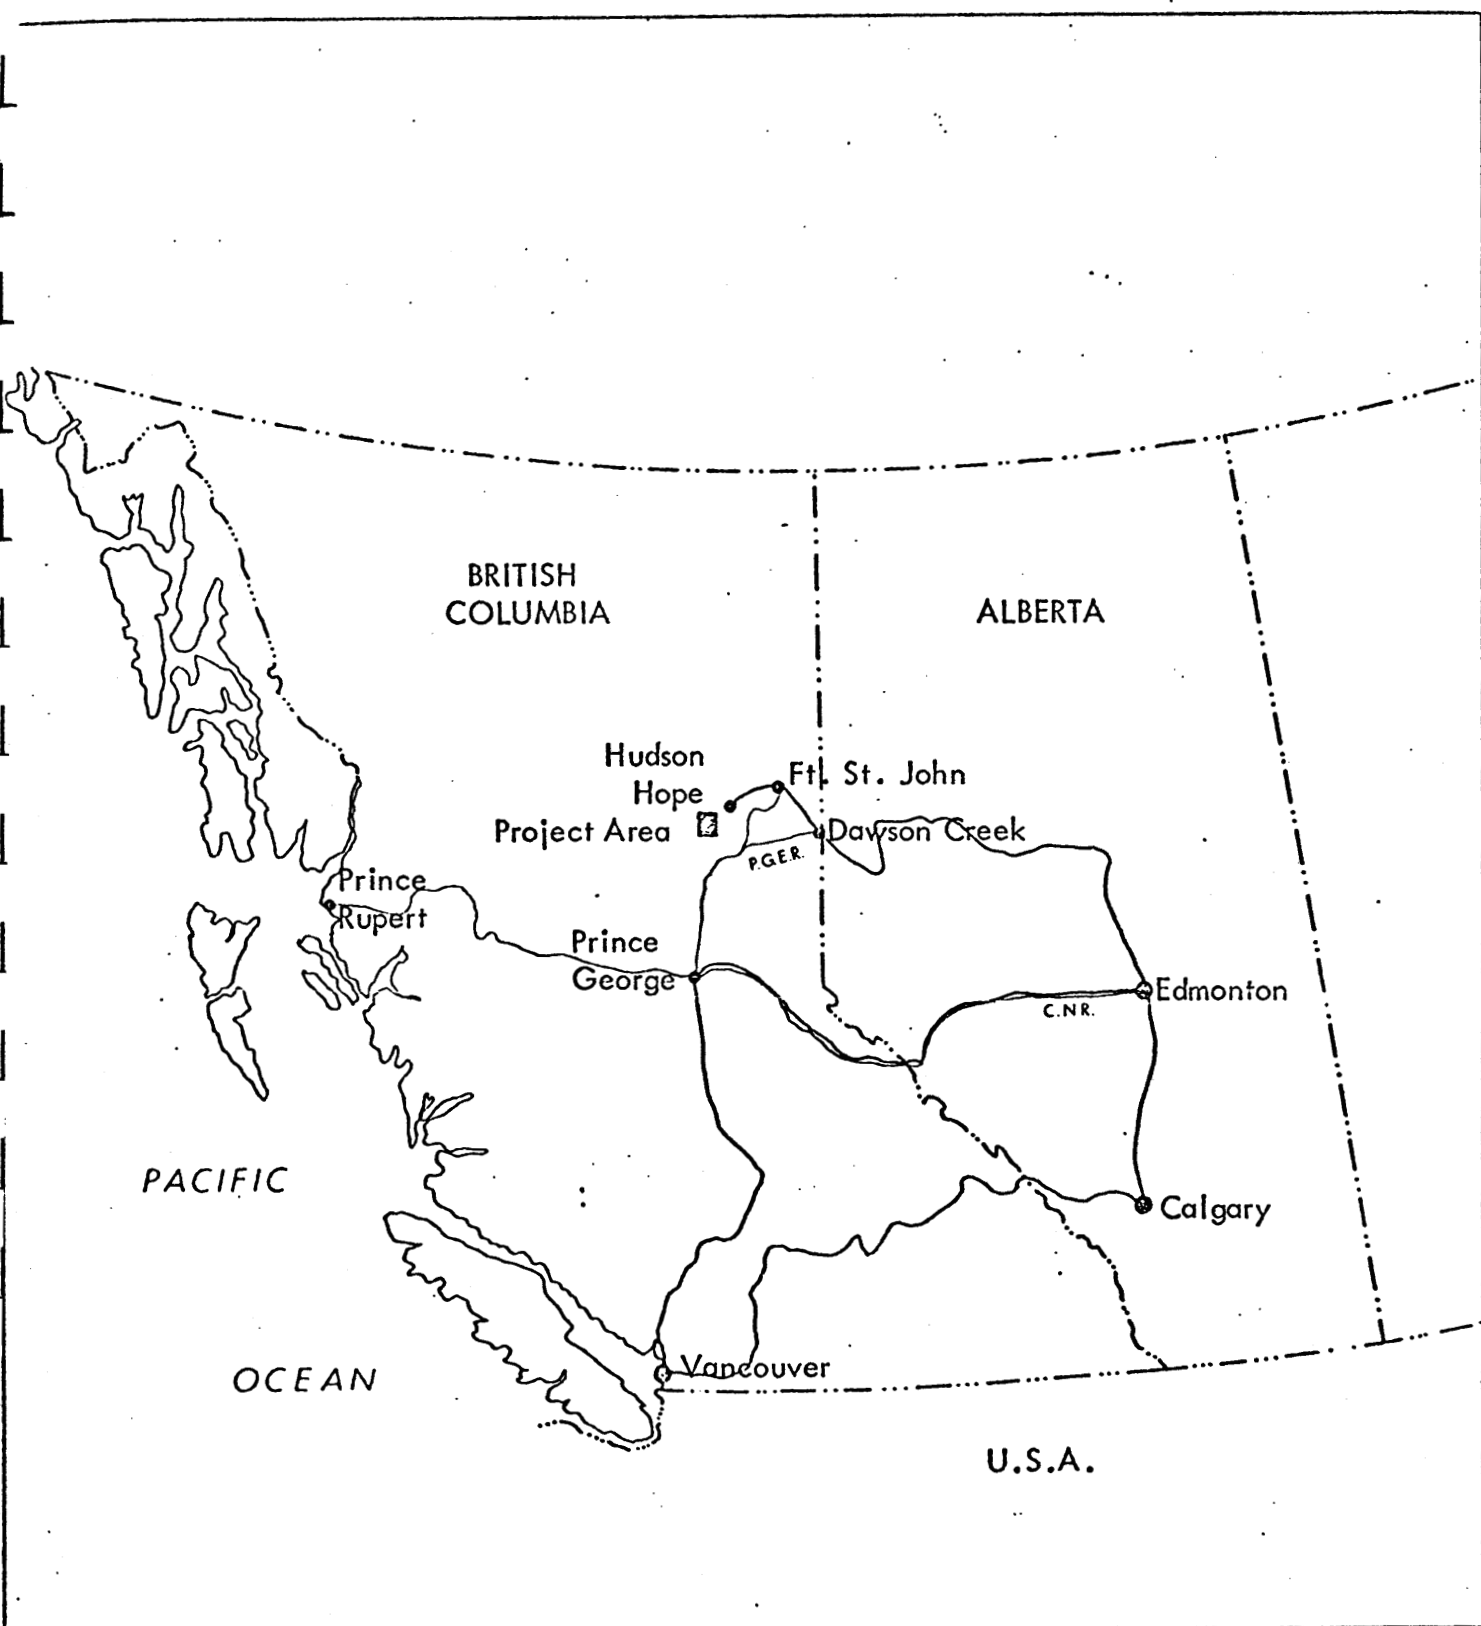 BRITISH
COLUMBIA
ALBERTA
Hudson
Hope
Ft. St. John
Project Area
Dawson Creek
P.G.E.R.
Prince
Rupert
Prince
George
Edmonton
C.N.R.
PACIFIC
Calgary
OCEAN
Vancouver
U.S.A.